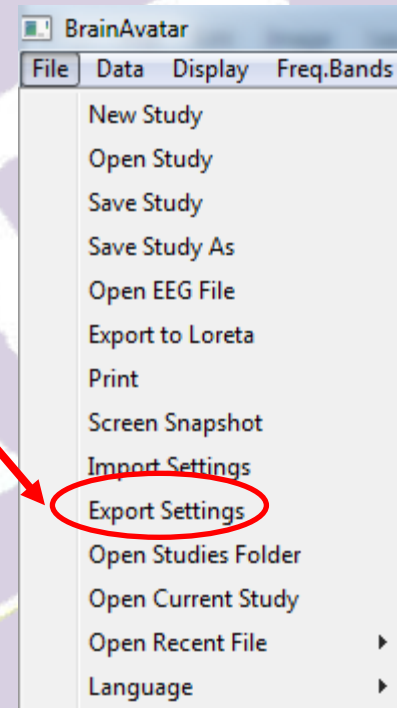 BrainAvatar
File Data Display Freq.Bands
New Study
Open Study
Save Study
Save Study As
Open EEG File
Export to Loreta
Print
Screen Snapshot
Import Settings
Export Settings
Open Studies Folder
Open Current Study
Open Recent File
Language